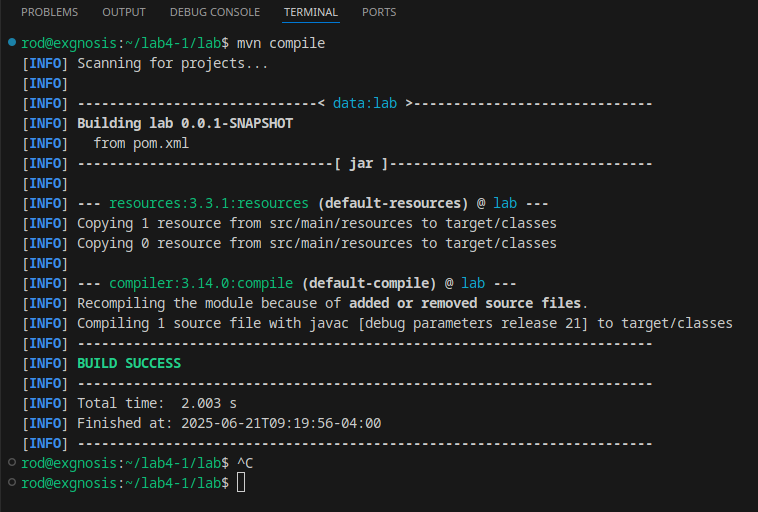 PROBLEMS OUTPUT DEBUG CONSOLE TERMINAL PORTS
rod@exgnosis:~/lab4-1/lab$ mvn compile
[INFO] Scanning for projects...
[INFO]
[INFO] ------------------------------< data:lab >------------------------------
[INFO] Building lab 0.0.1-SNAPSHOT
[INFO]   from pom.xml
[INFO] --------------------------------[ jar ]---------------------------------
[INFO]
[INFO] --- resources:3.3.1:resources (default-resources) @ lab ---
[INFO] Copying 1 resource from src/main/resources to target/classes
[INFO] Copying 0 resource from src/main/resources to target/classes
[INFO]
[INFO] --- compiler:3.14.0:compile (default-compile) @ lab ---
[INFO] Recompiling the module because of added or removed source files.
[INFO] Compiling 1 source file with javac [debug parameters release 21] to target/classes
[INFO] ------------------------------------------------------------------------
[INFO] BUILD SUCCESS
[INFO] ------------------------------------------------------------------------
[INFO] Total time:  2.003 s
[INFO] Finished at: 2025-06-21T09:19:56-04:00
[INFO] ------------------------------------------------------------------------
rod@exgnosis:~/lab4-1/lab$ ^C
rod@exgnosis:~/lab4-1/lab$